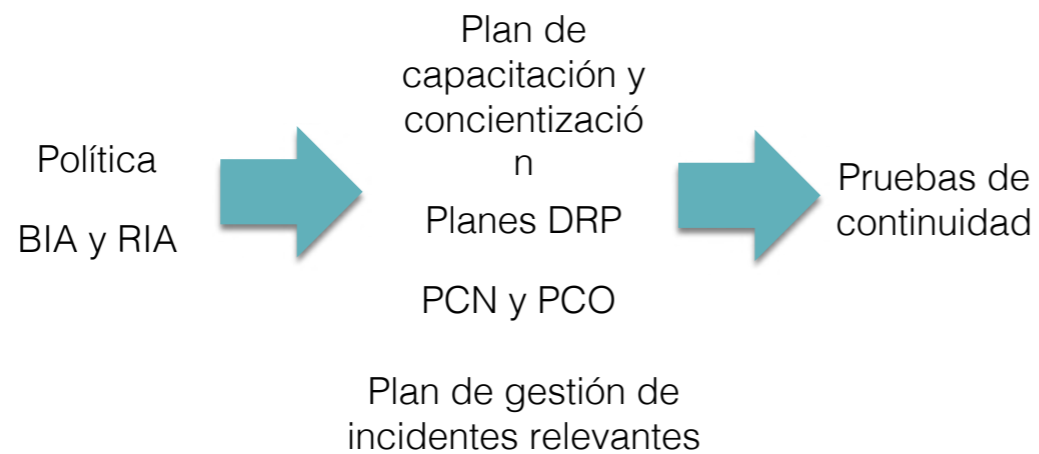 Política
BIA y RIA
Plan de
capacitación y
concientizació
n
Planes DRP
PCN y PCO
Plan de gestión de
incidentes relevantes
Pruebas de
continuidad